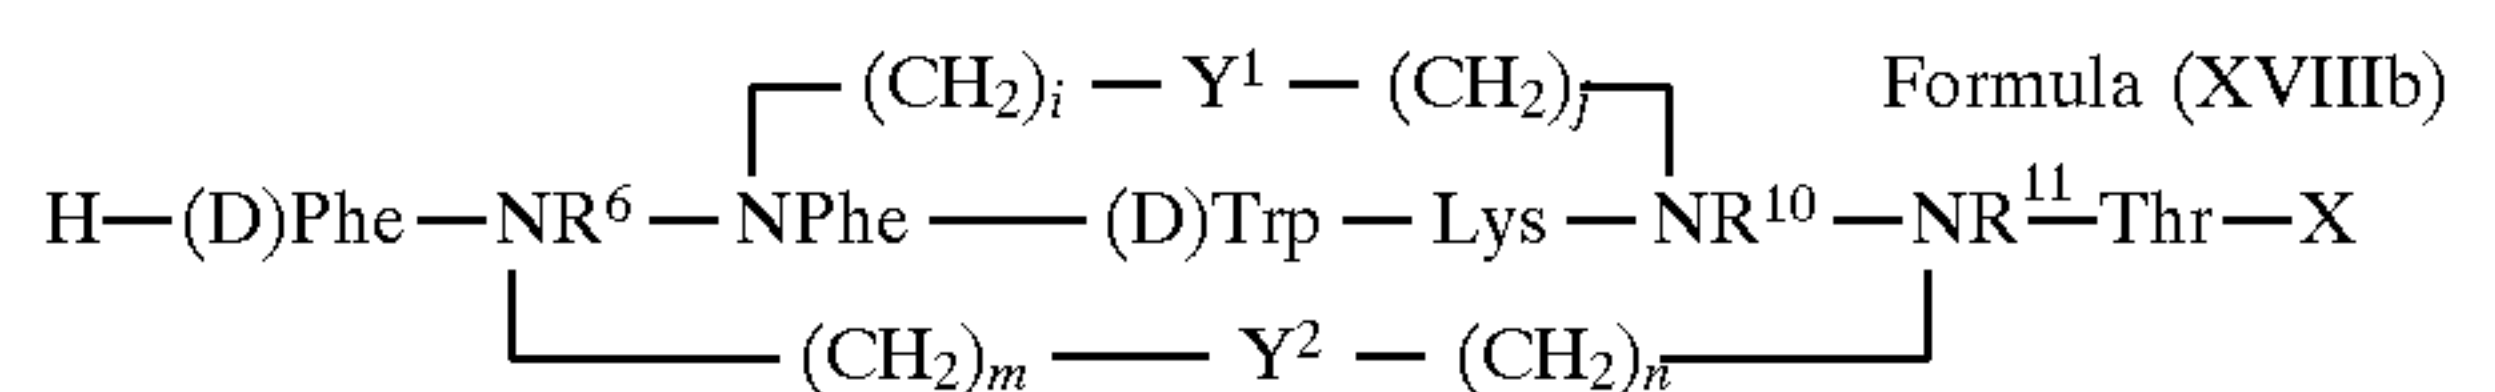 (CH₂)ᵢ — Y¹ — (CH₂)ⱼ Formula (XVIIIb)
H—(D)Phe—NR⁶—NPhe—(D)Trp—Lys—NR¹⁰—NR¹¹—Thr—X
(CH₂)ₘ — Y² — (CH₂)ₙ